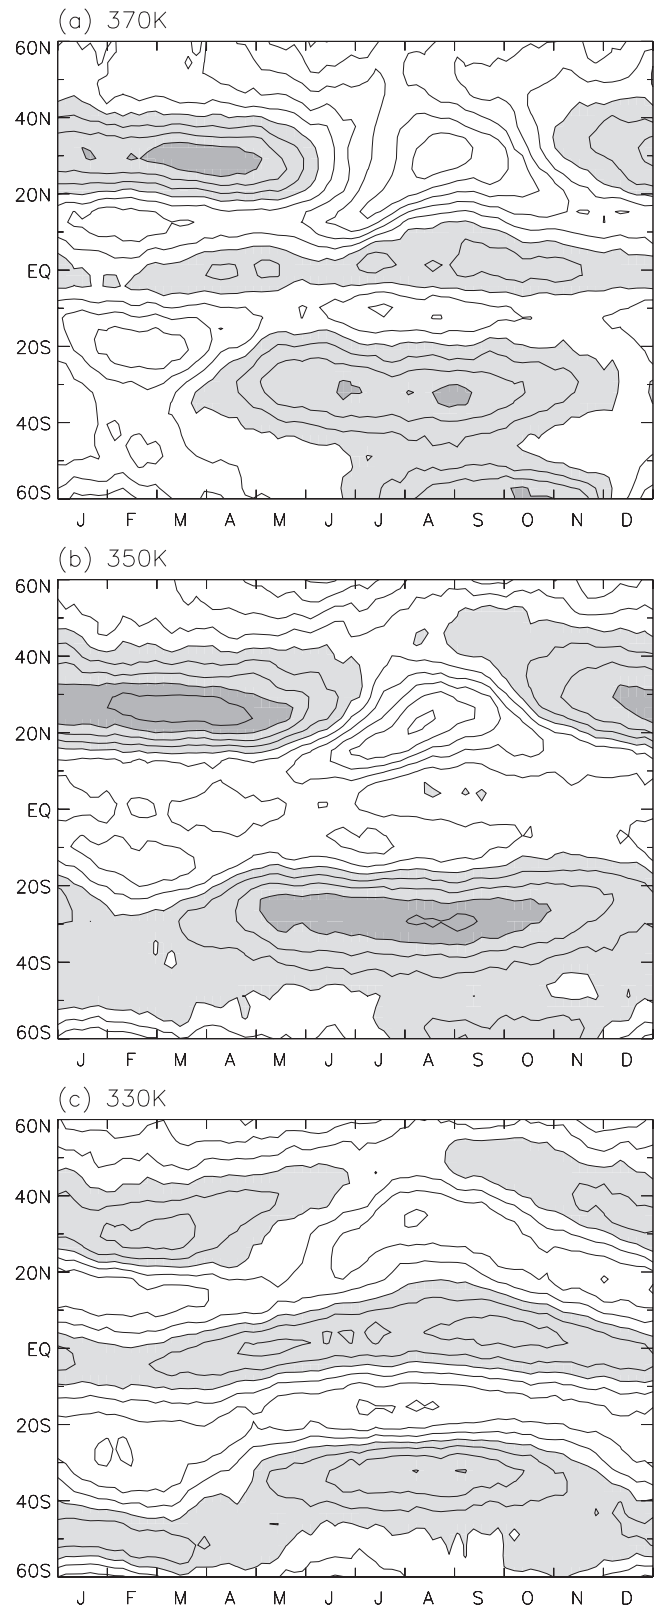 (a) 370K
60N
40N
20N
EQ
20S
40S
60S
J F M A M J J A S O N D
(b) 350K
60N
40N
20N
EQ
20S
40S
60S
J F M A M J J A S O N D
(c) 330K
60N
40N
20N
EQ
20S
40S
60S
J F M A M J J A S O N D